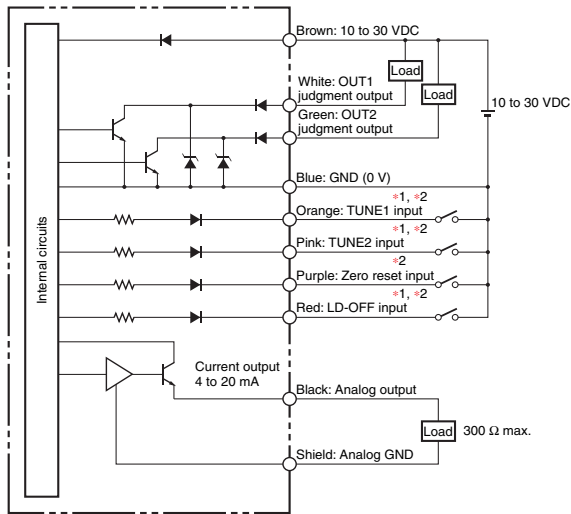 Brown: 10 to 30 VDC
Load
White: OUT1
judgment output
Load
10 to 30 VDC
Green: OUT2
judgment output
Blue: GND (0 V)
*1, *2
Orange: TUNE1 input
*1, *2
Pink: TUNE2 input
*2
Purple: Zero reset input
*1, *2
Red: LD-OFF input
Internal circuits
Current output
4 to 20 mA
Black: Analog output
Load
300 Ω max.
Shield: Analog GND